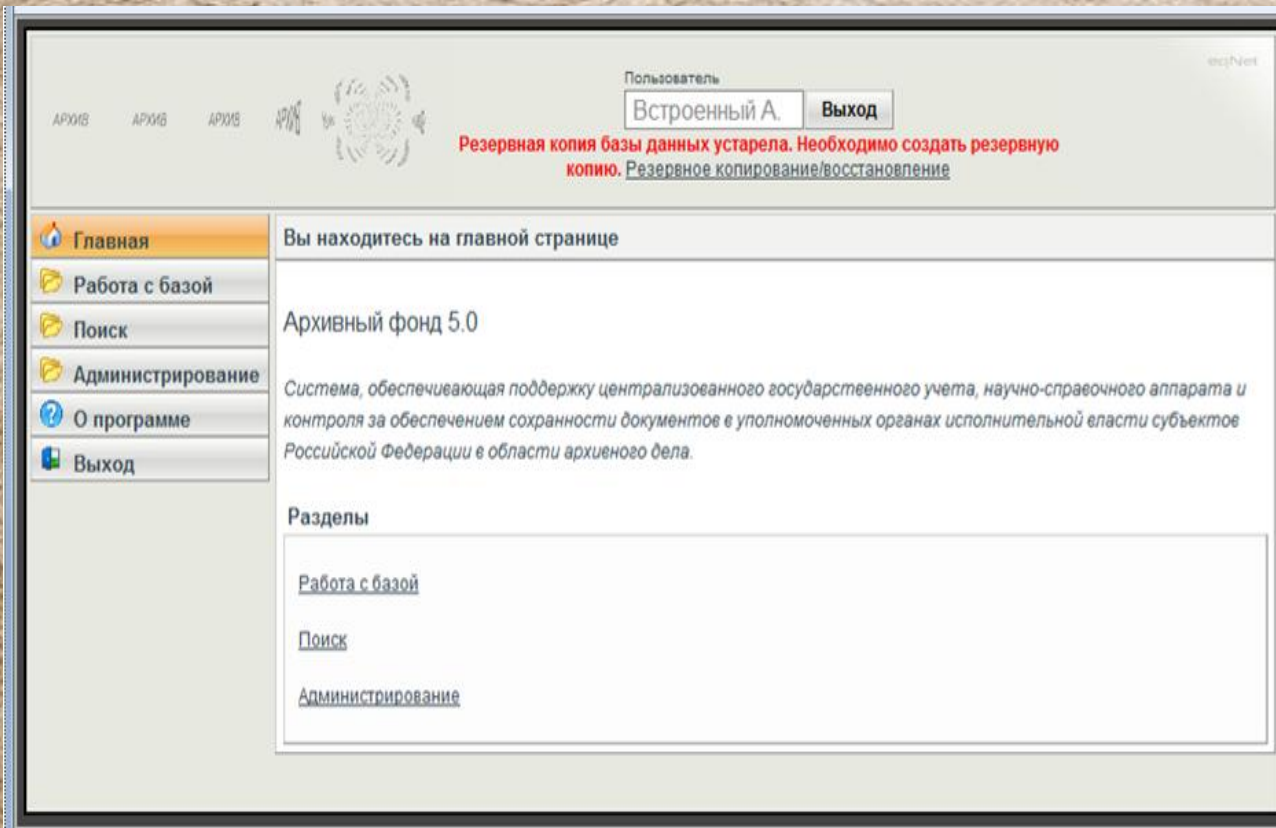 eqNet
Пользователь
АРХИВ АРХИВ АРХИВ АРХИВ
Встроенный А. Выход
Резервная копия базы данных устарела. Необходимо создать резервную
копию. Резервное копирование/восстановление
Главная
Работа с базой
Поиск
Администрирование
О программе
Выход
Вы находитесь на главной странице
Архивный фонд 5.0
Система, обеспечивающая поддержку централизованного государственного учета, научно-справочного аппарата и
контроля за обеспечением сохранности документов в уполномоченных органах исполнительной власти субъектов
Российской Федерации в области архивного дела.
Разделы
Работа с базой
Поиск
Администрирование